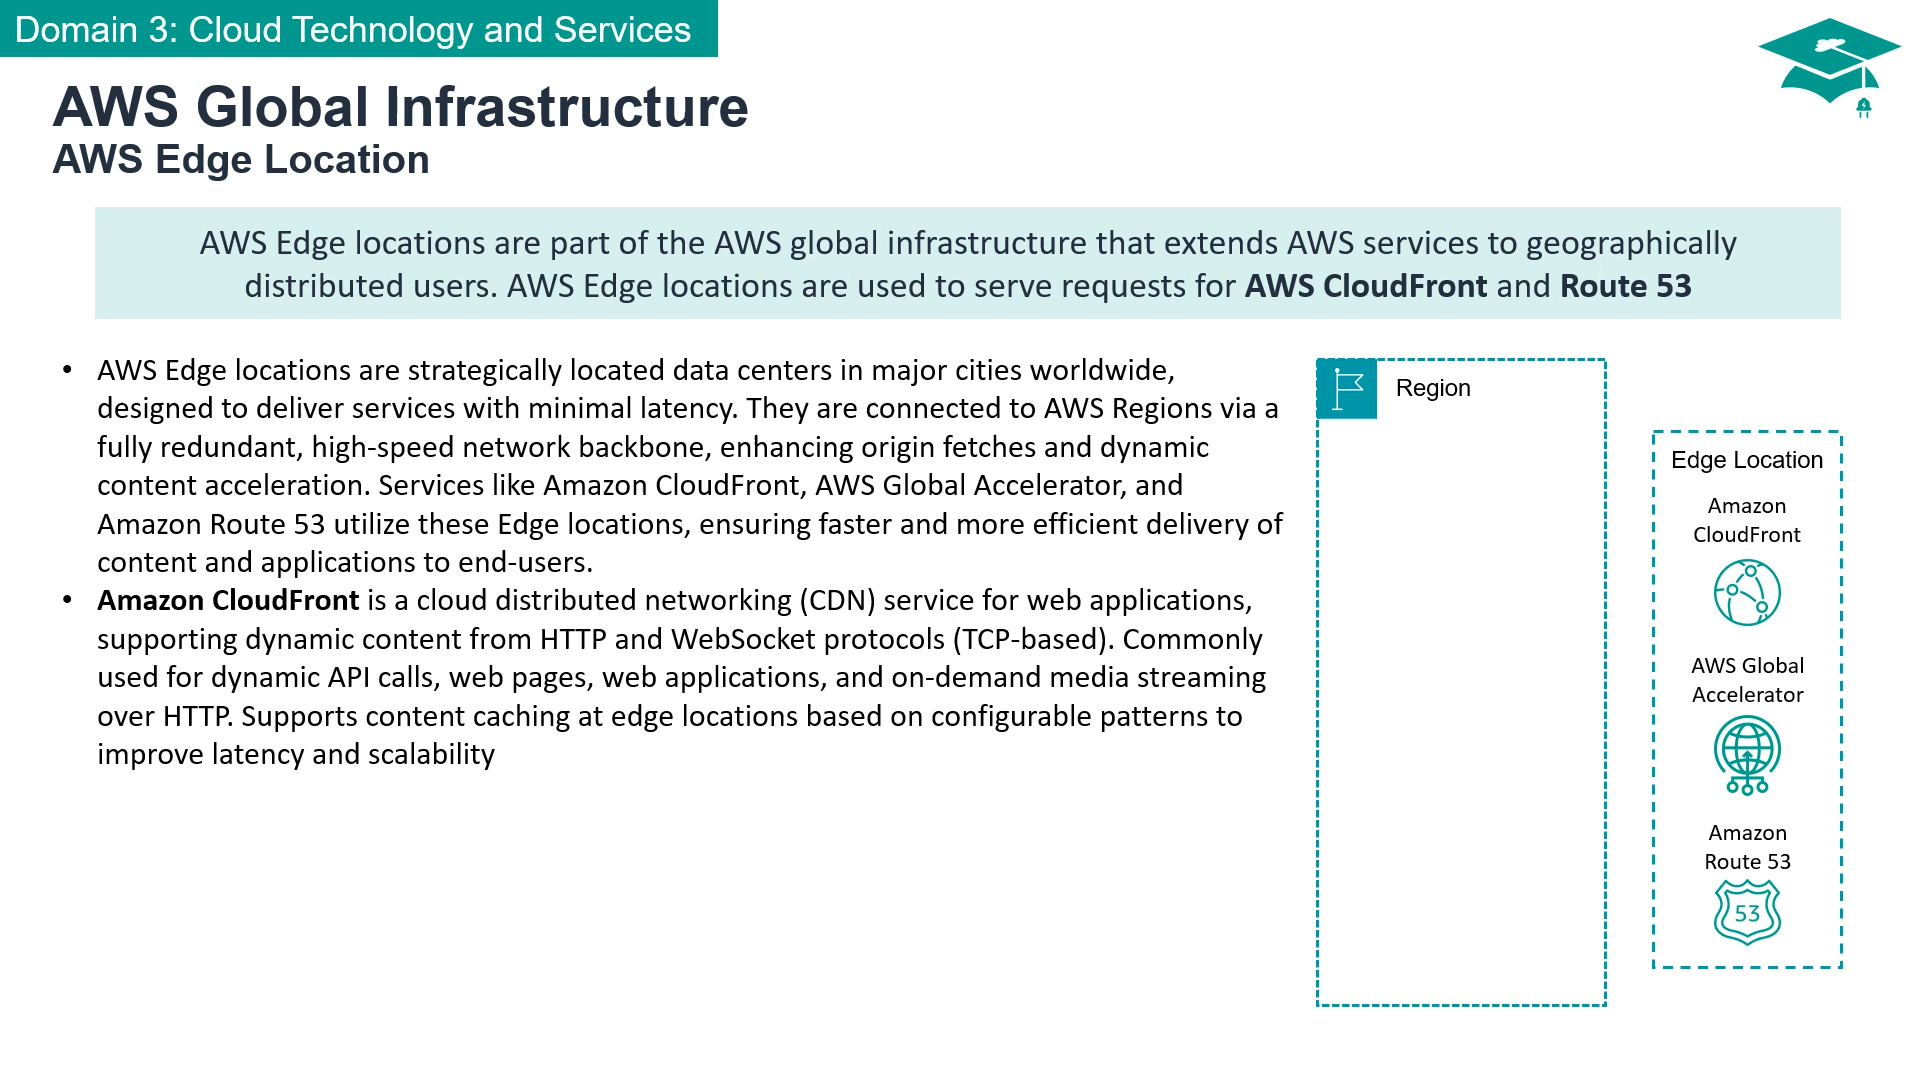 Domain 3: Cloud Technology and Services
AWS Global Infrastructure
AWS Edge Location
AWS Edge locations are part of the AWS global infrastructure that extends AWS services to geographically
distributed users. AWS Edge locations are used to serve requests for AWS CloudFront and Route 53
• AWS Edge locations are strategically located data centers in major cities worldwide,
designed to deliver services with minimal latency. They are connected to AWS Regions via a
fully redundant, high-speed network backbone, enhancing origin fetches and dynamic
content acceleration. Services like Amazon CloudFront, AWS Global Accelerator, and
Amazon Route 53 utilize these Edge locations, ensuring faster and more efficient delivery of
content and applications to end-users.
• Amazon CloudFront is a cloud distributed networking (CDN) service for web applications,
supporting dynamic content from HTTP and WebSocket protocols (TCP-based). Commonly
used for dynamic API calls, web pages, web applications, and on-demand media streaming
over HTTP. Supports content caching at edge locations based on configurable patterns to
improve latency and scalability
Region
Edge Location
Amazon
CloudFront
AWS Global
Accelerator
Amazon
Route 53
53